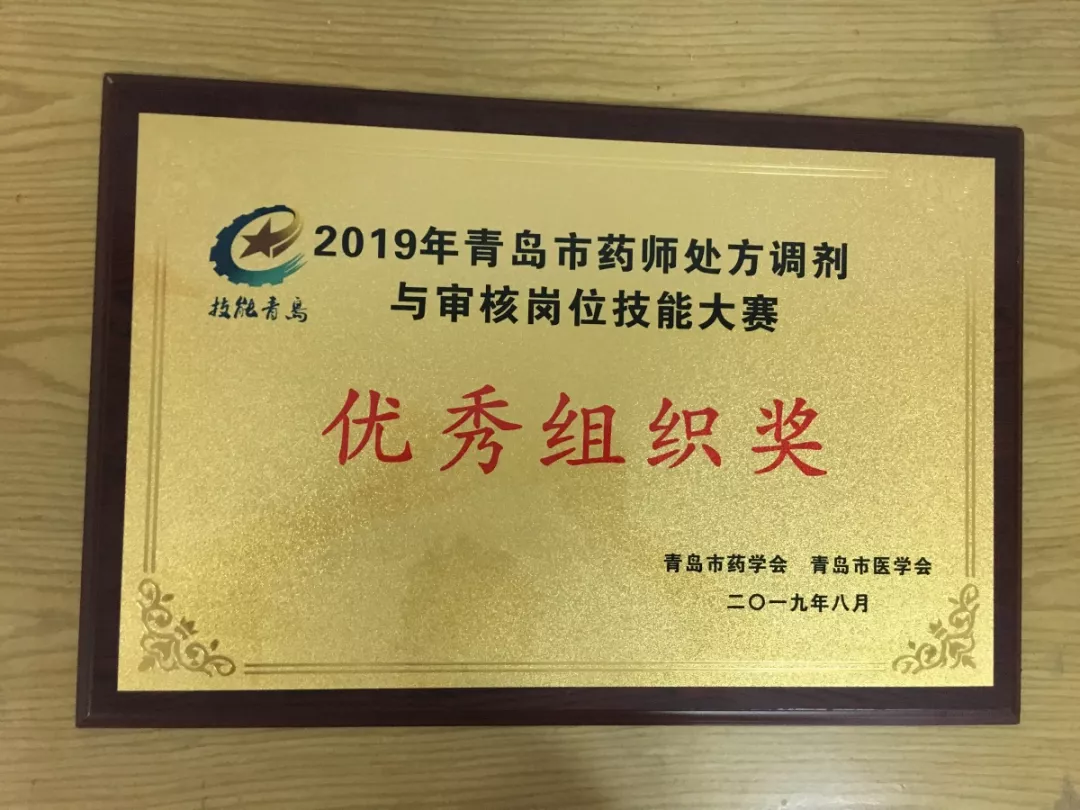 2019年青岛市药师处方调剂
与审核岗位技能大赛
技能青岛
优秀组织奖
青岛市药学会 青岛市医学会
二〇一九年八月